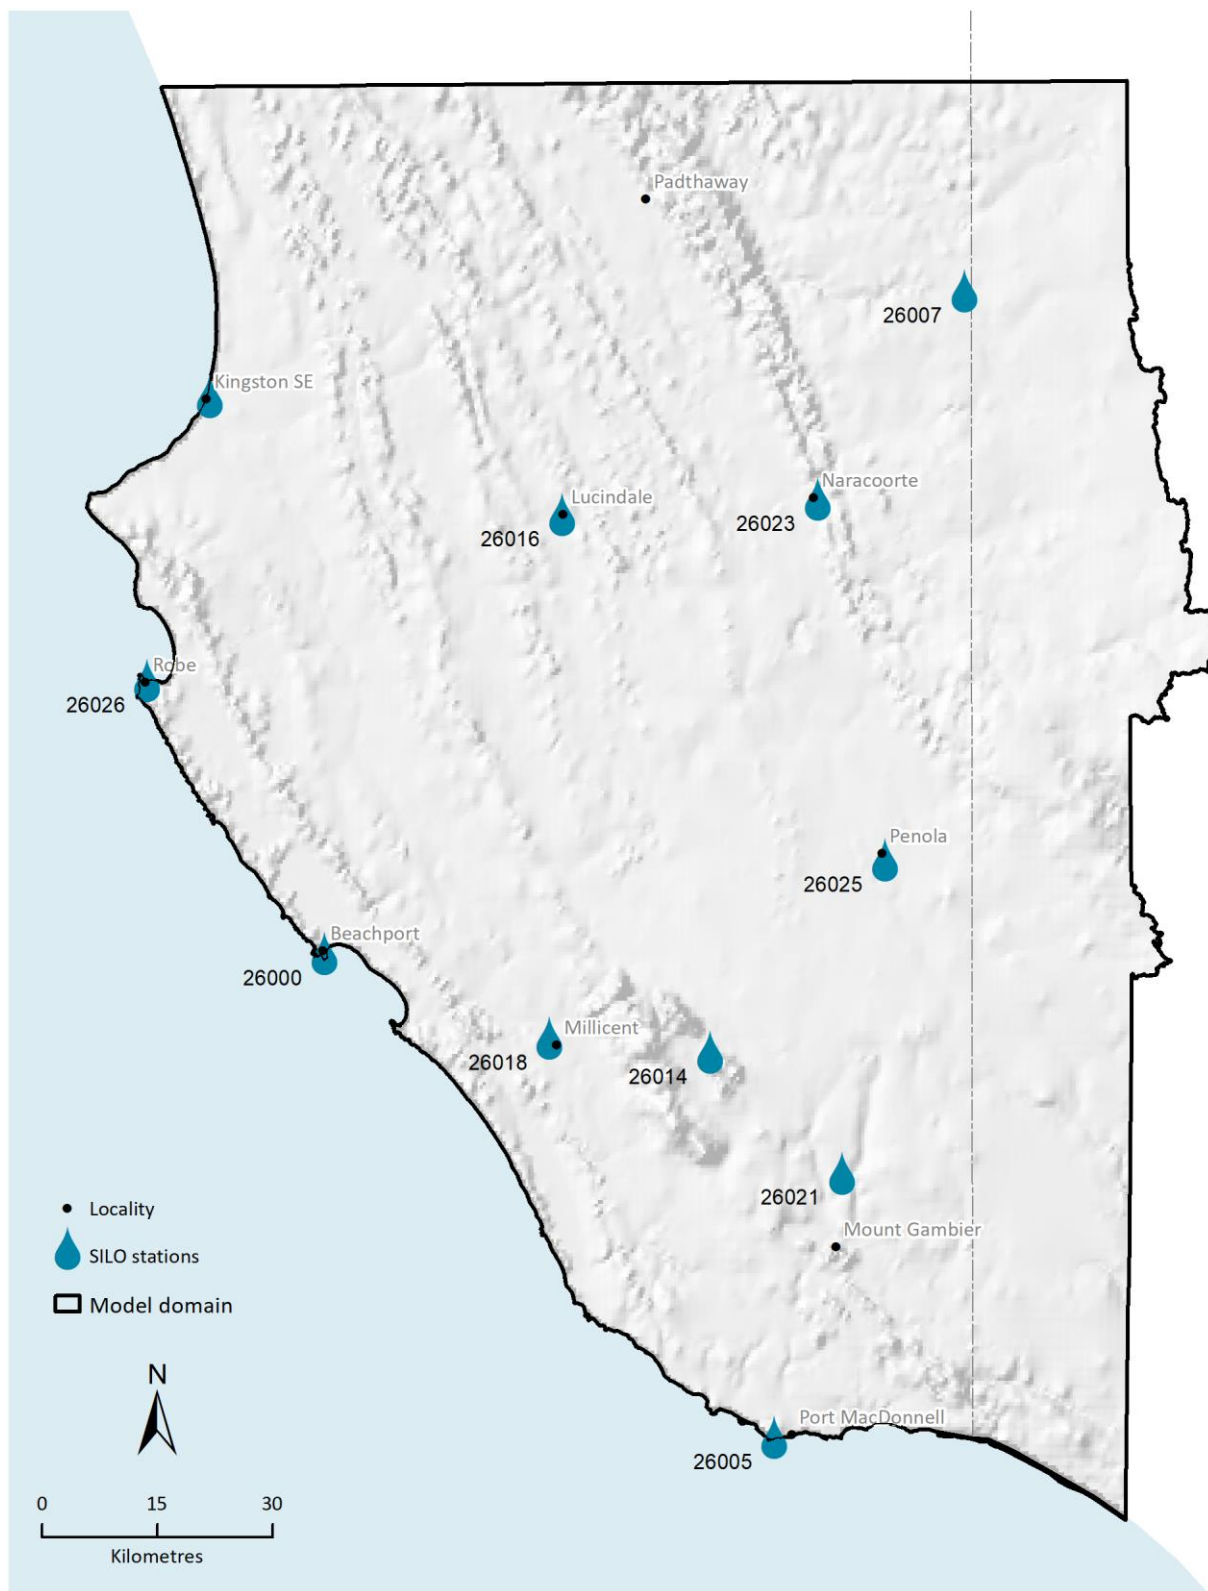 Padthaway
26007
Kingston SE
Naracoorte
Lucindale
26023
26016
Robe
26026
Penola
26025
Beachport
26000
Millicent
26018
26014
26021
Locality
Mount Gambier
SILO stations
Model domain
N
Port MacDonnell
26005
0 15 30
Kilometres